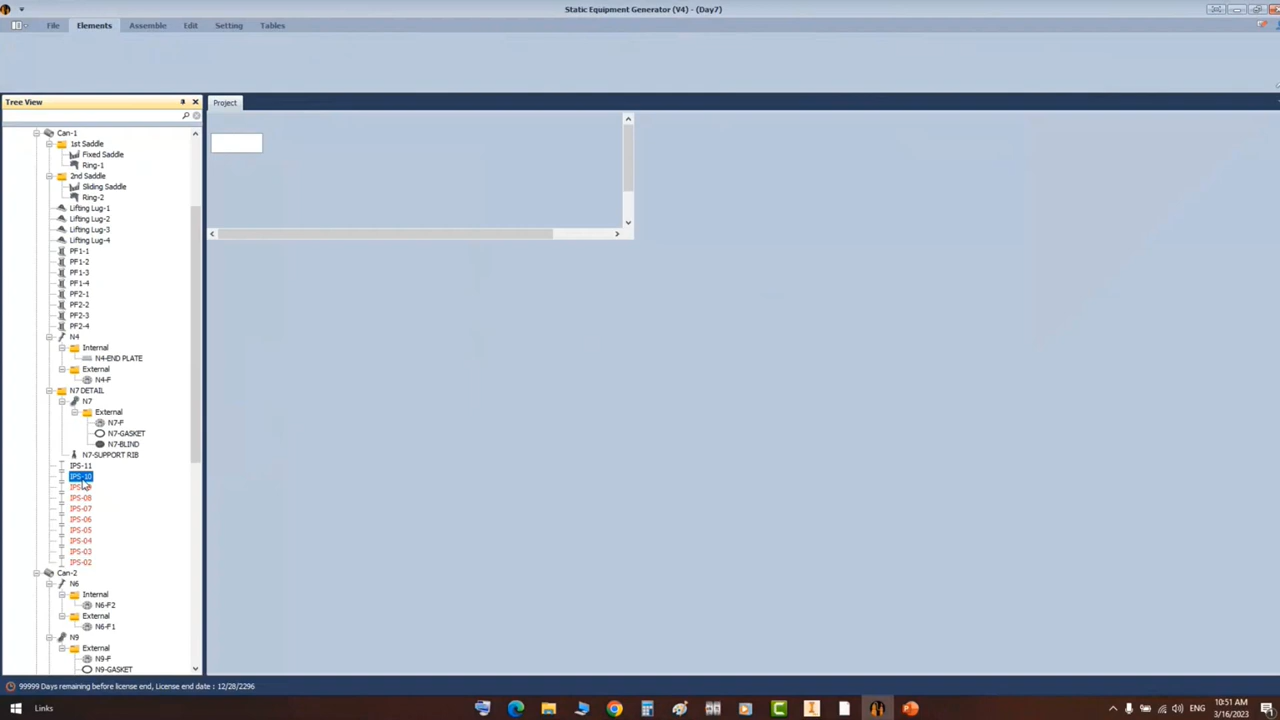 Static Equipment Generator (V4) - (Day7)
File Elements Assemble Edit Setting Tables
Tree View
Project
Can-1
1st Saddle
Fixed Saddle
Ring-1
2nd Saddle
Sliding Saddle
Ring-2
Lifting Lug-1
Lifting Lug-2
Lifting Lug-3
Lifting Lug-4
PF1-1
PF1-2
PF1-3
PF1-4
PF2-1
PF2-2
PF2-3
PF2-4
N4
Internal
N4-END PLATE
External
N4-F
N7 DETAIL
N7
External
N7-F
N7-GASKET
N7-BLIND
N7-SUPPORT RIB
IPS-11
IPS-10
IPS-08
IPS-07
IPS-06
IPS-05
IPS-04
IPS-03
IPS-02
Can-2
N6
Internal
N6-F2
External
N6-F1
N9
External
N9-F
N9-GASKET
99999 Days remaining before license end, License end date : 12/28/2296
Links
ENG
10:51 AM
3/16/2023